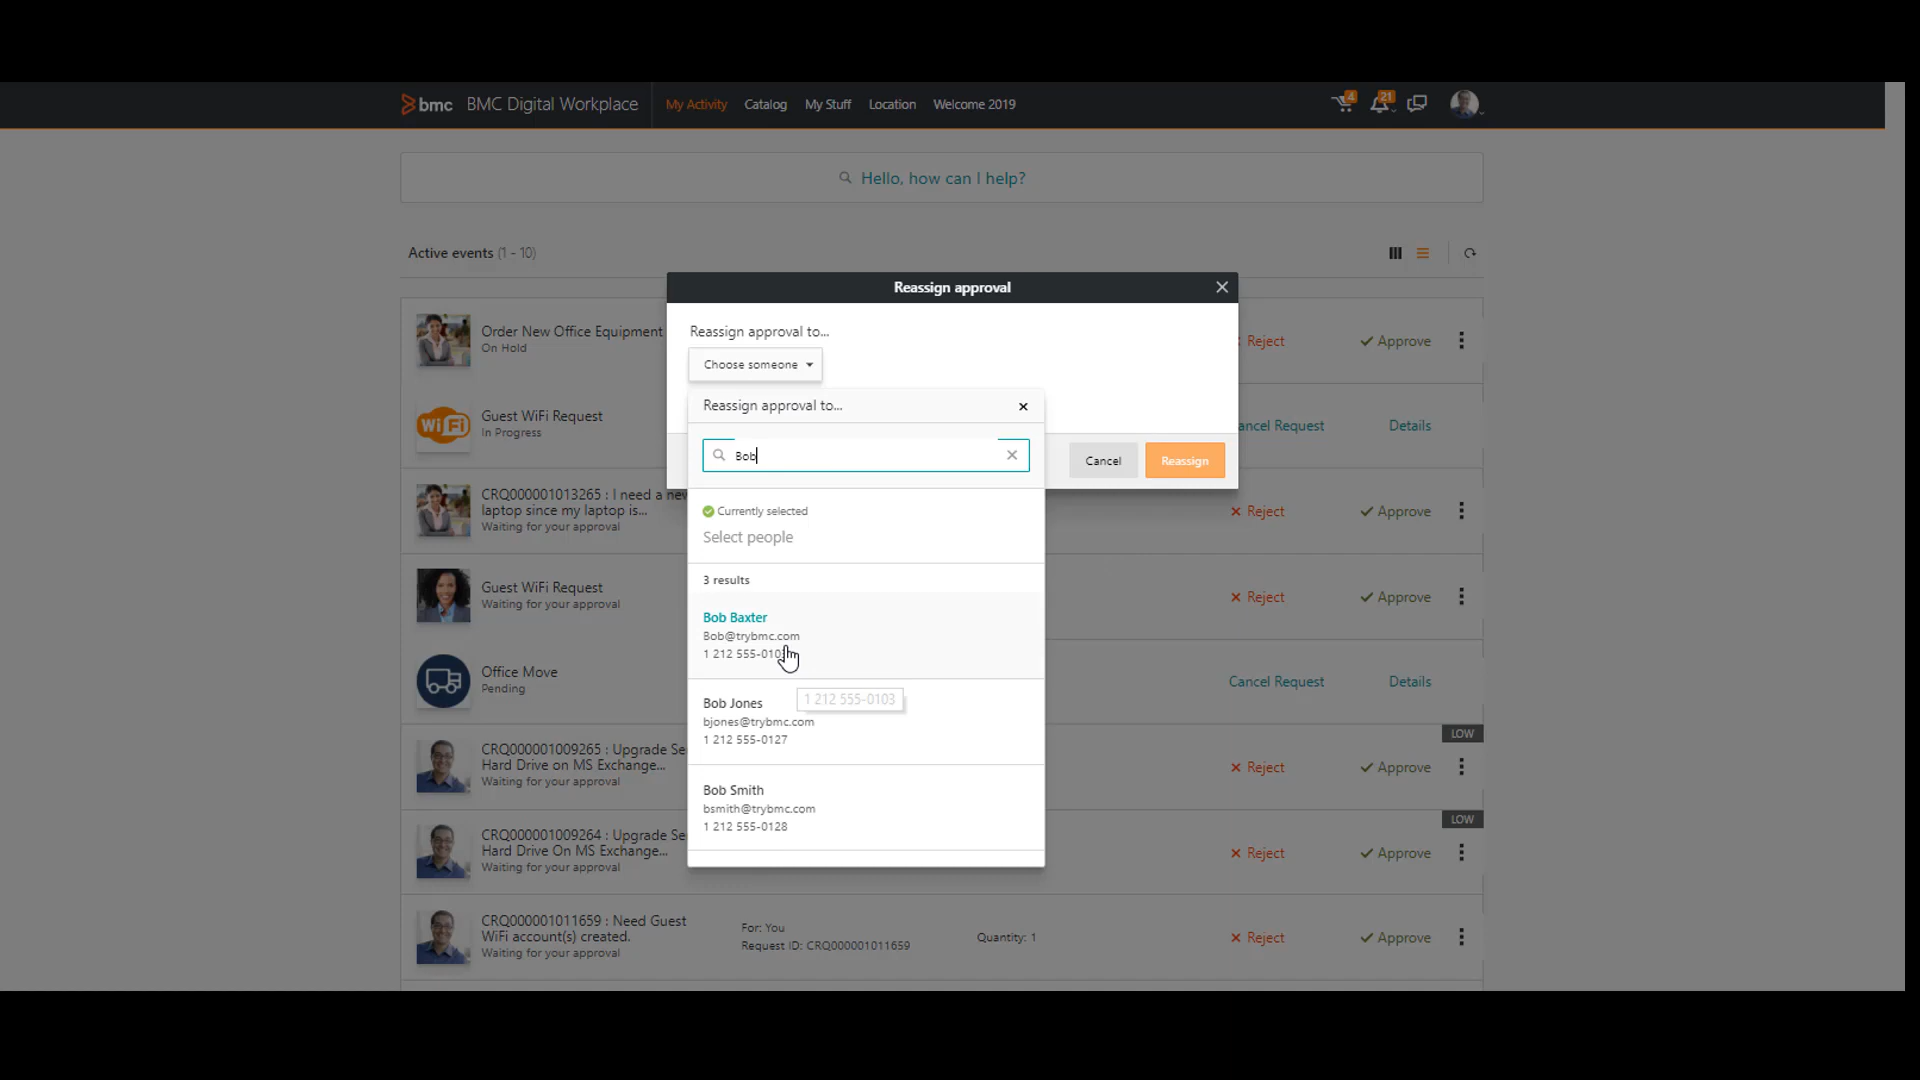 bmc BMC Digital Workplace My Activity Catalog My Stuff Location Welcome 2019 4 21
Hello, how can I help?
Active events (1 - 10)
Reassign approval
Reassign approval to...
Choose someone
Reassign approval to...
Bob
Cancel Reassign
Currently selected
Select people
3 results
Bob Baxter
Bob@trybmc.com
1 212 555-010
1 212 555-0103
Bob Jones
bjones@trybmc.com
1 212 555-0127
Bob Smith
bsmith@trybmc.com
1 212 555-0128
Order New Office Equipment
On Hold
Reject Approve
WiFi
Guest WiFi Request
In Progress
ancel Request Details
CRQ000001013265 : I need a new
laptop since my laptop is...
Waiting for your approval
Reject Approve
Guest WiFi Request
Waiting for your approval
Reject Approve
Office Move
Pending
Cancel Request Details
LOW
CRQ000001009265 : Upgrade Se
Hard Drive on MS Exchange...
Waiting for your approval
Reject Approve
LOW
CRQ000001009264 : Upgrade Se
Hard Drive On MS Exchange...
Waiting for your approval
Reject Approve
CRQ000001011659 : Need Guest
WiFi account(s) created.
Waiting for your approval
For: You
Request ID: CRQ000001011659
Quantity: 1
Reject Approve